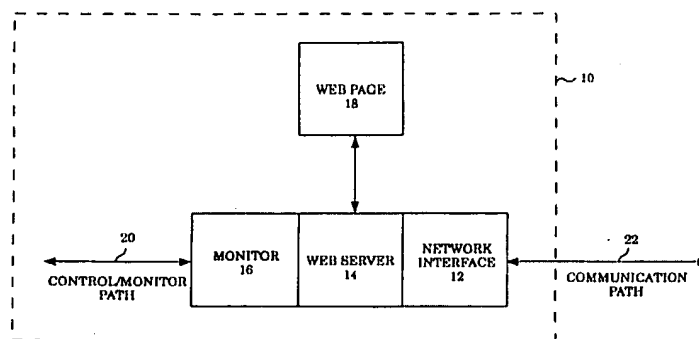 WEB PAGE
18
10
20
CONTROL/MONITOR
PATH
MONITOR
16
WEB SERVER
14
NETWORK
INTERFACE
12
22
COMMUNICATION
PATH